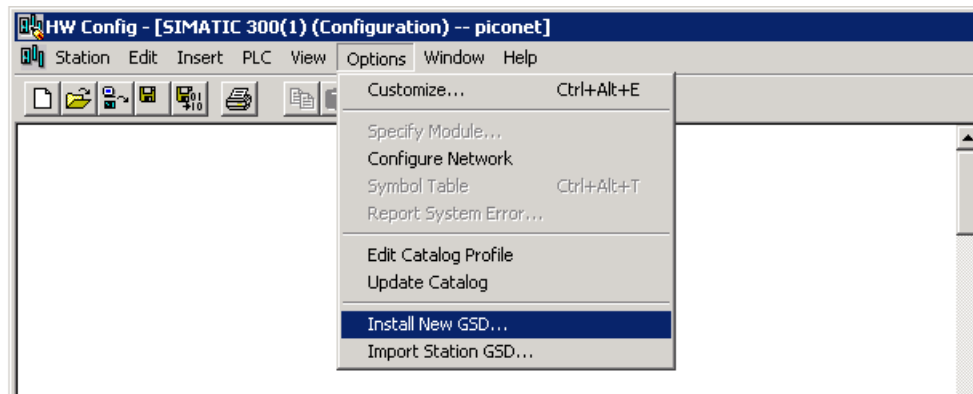 HW Config - [SIMATIC 300(1) (Configuration) -- piconet]
Station Edit Insert PLC View Options Window Help
Customize... Ctrl+Alt+E
Specify Module...
Configure Network
Symbol Table Ctrl+Alt+T
Report System Error...
Edit Catalog Profile
Update Catalog
Install New GSD...
Import Station GSD...